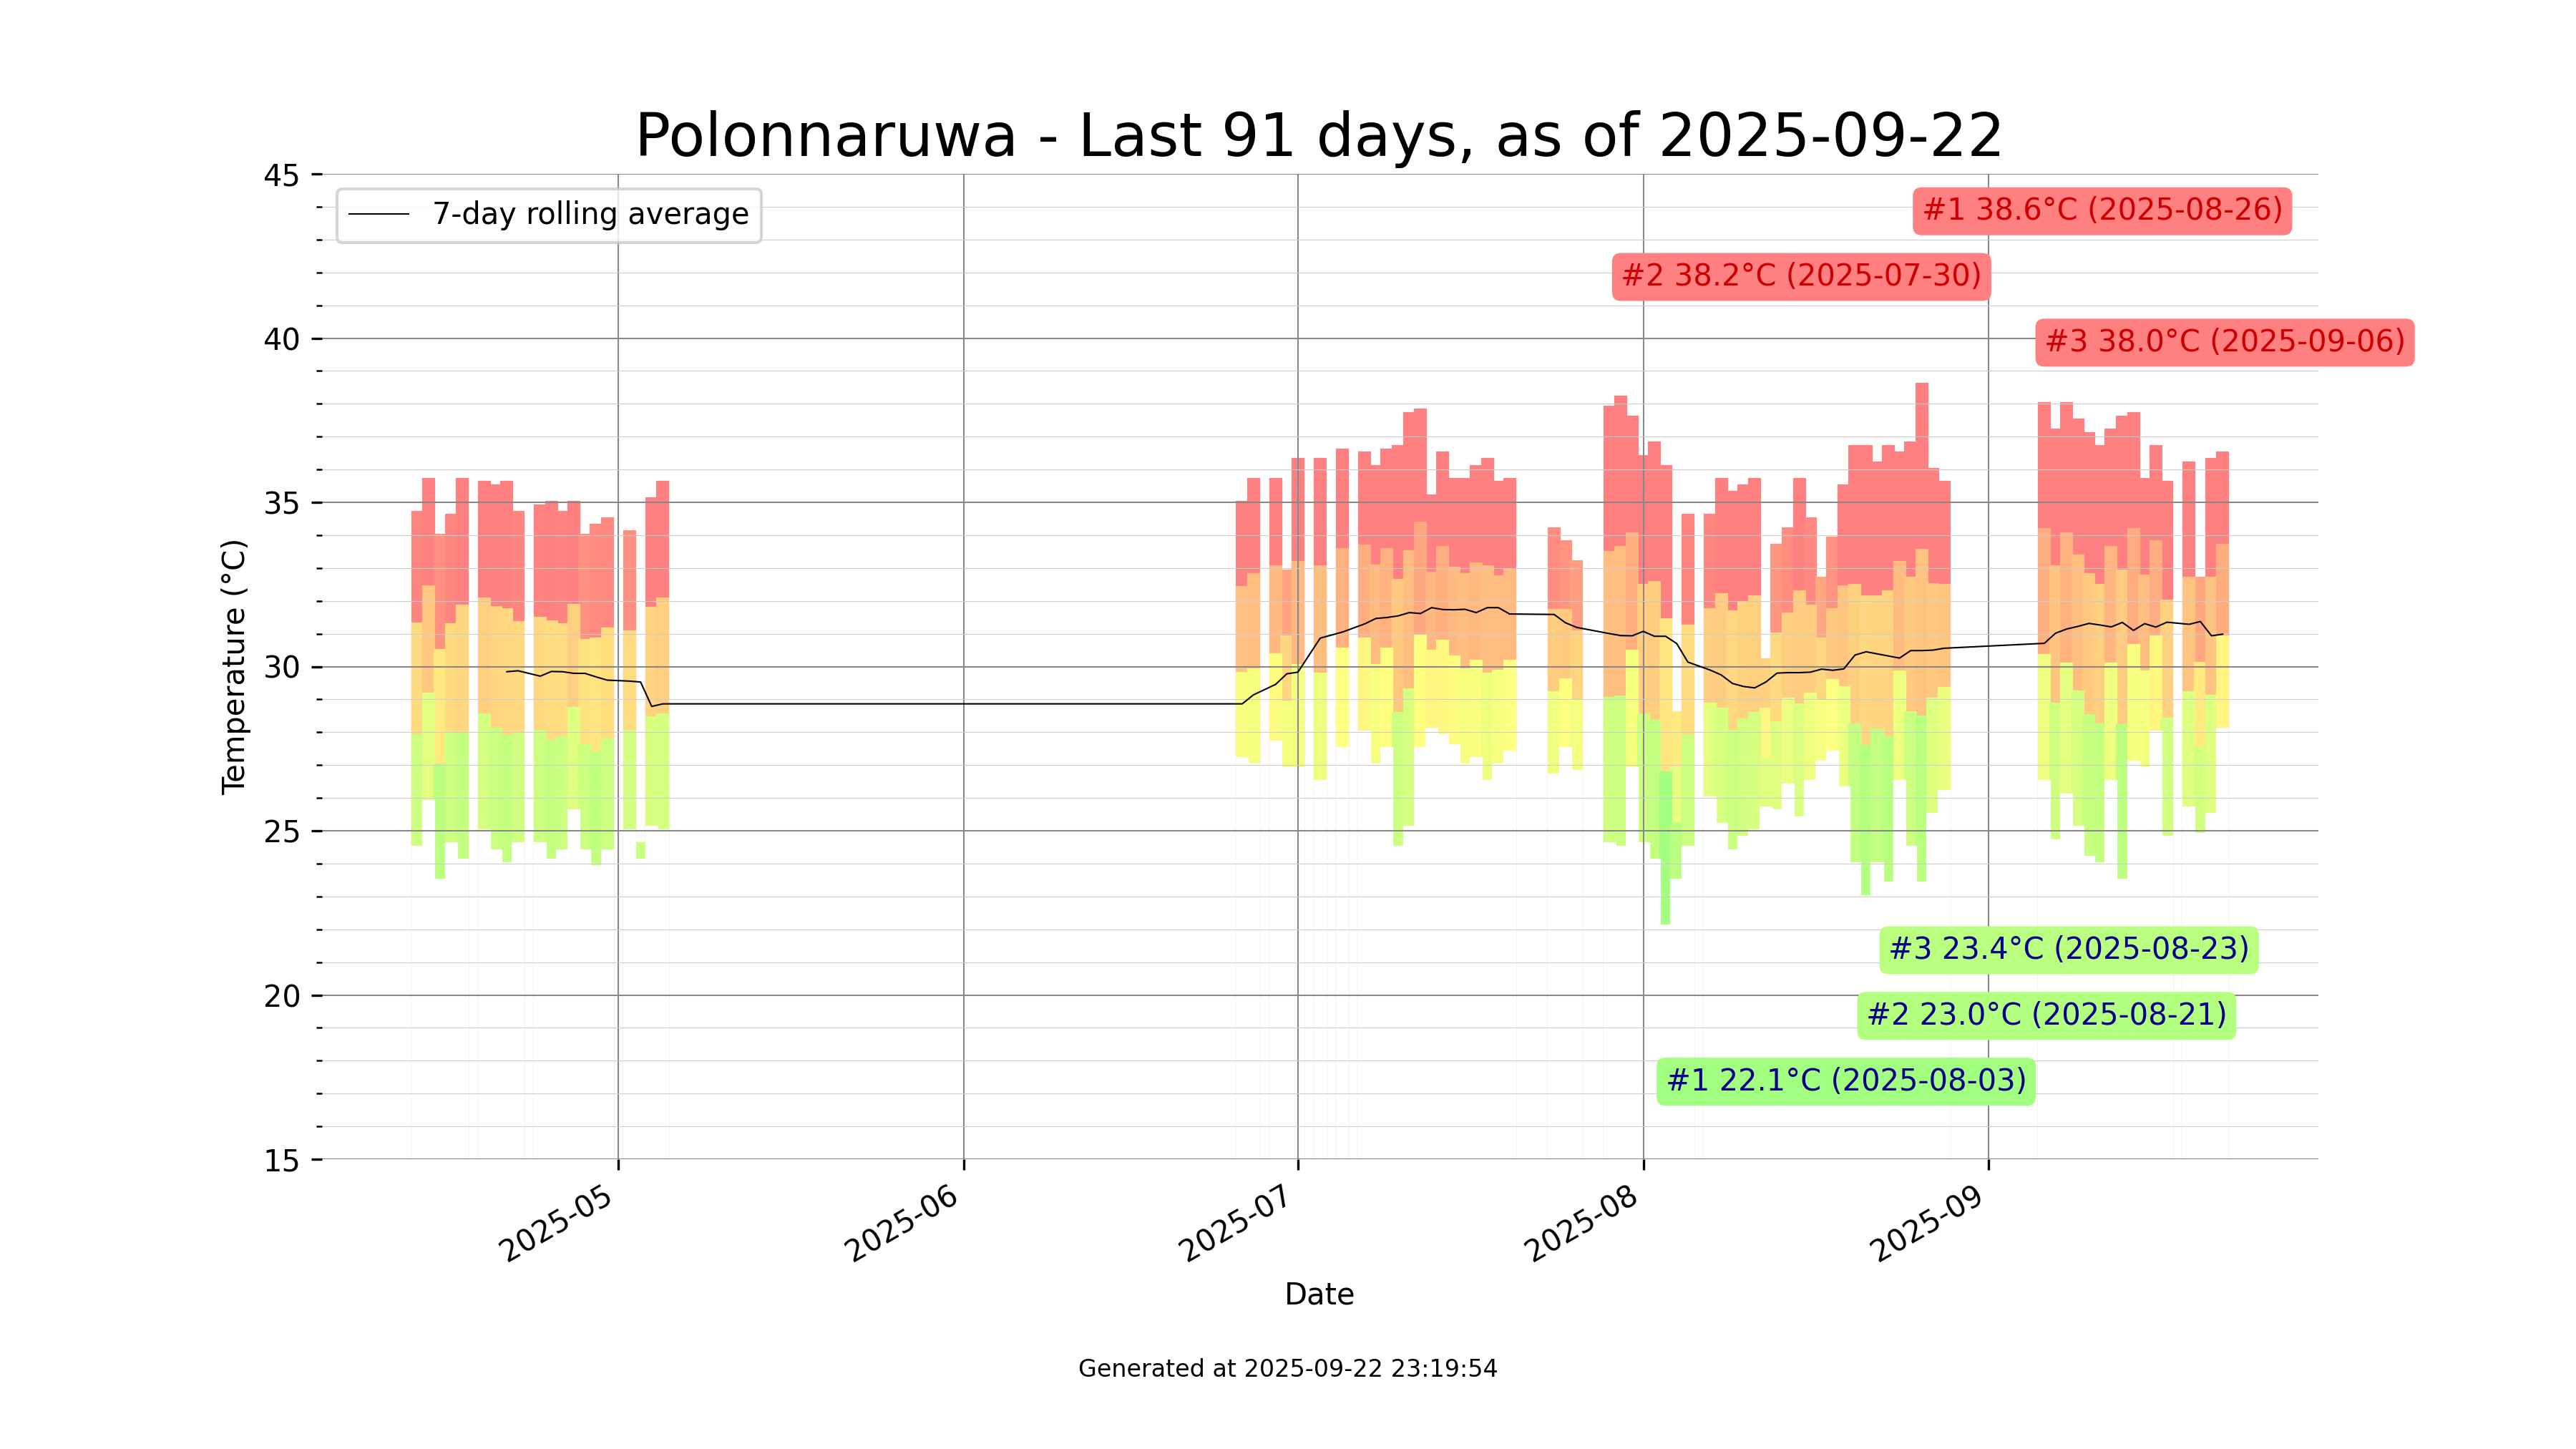 Polonnaruwa - Last 91 days, as of 2025-09-22
45
7-day rolling average
#1 38.6°C (2025-08-26)
#2 38.2°C (2025-07-30)
40
#3 38.0°C (2025-09-06)
35
30
Temperature (°C)
25
#3 23.4°C (2025-08-23)
20
#2 23.0°C (2025-08-21)
#1 22.1°C (2025-08-03)
15
2025-05
2025-06
2025-07
2025-08
2025-09
Date
Generated at 2025-09-22 23:19:54